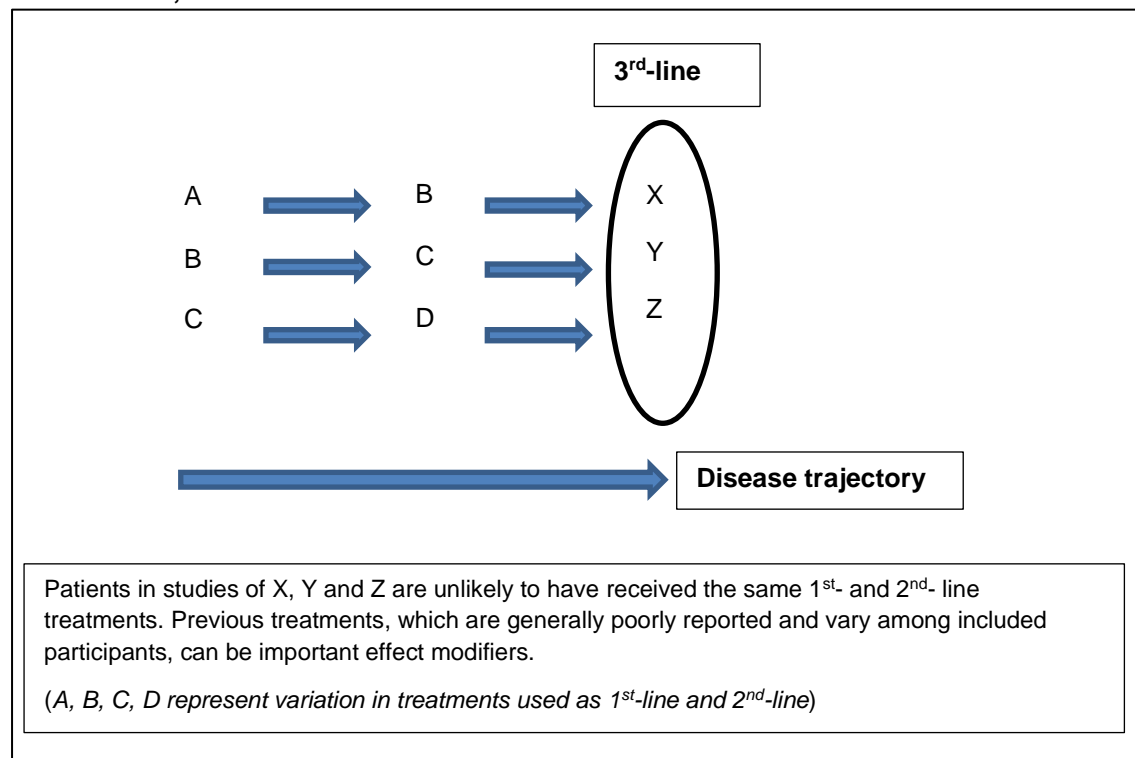 3rd-line
A B X
B C Y
C D Z
Disease trajectory
Patients in studies of X, Y and Z are unlikely to have received the same 1st- and 2nd- line
treatments. Previous treatments, which are generally poorly reported and vary among included
participants, can be important effect modifiers.
(A, B, C, D represent variation in treatments used as 1st-line and 2nd-line)